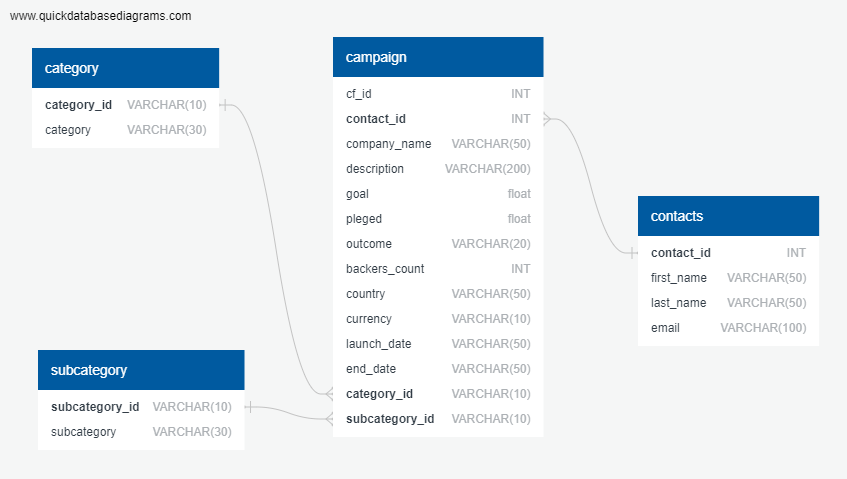 www.quickdatabasediagrams.com
category
category_id VARCHAR(10)
category VARCHAR(30)
campaign
cf_id INT
contact_id INT
company_name VARCHAR(50)
description VARCHAR(200)
goal float
pleged float
outcome VARCHAR(20)
backers_count INT
country VARCHAR(50)
currency VARCHAR(10)
launch_date VARCHAR(50)
end_date VARCHAR(50)
category_id VARCHAR(10)
subcategory_id VARCHAR(10)
contacts
contact_id INT
first_name VARCHAR(50)
last_name VARCHAR(50)
email VARCHAR(100)
subcategory
subcategory_id VARCHAR(10)
subcategory VARCHAR(30)